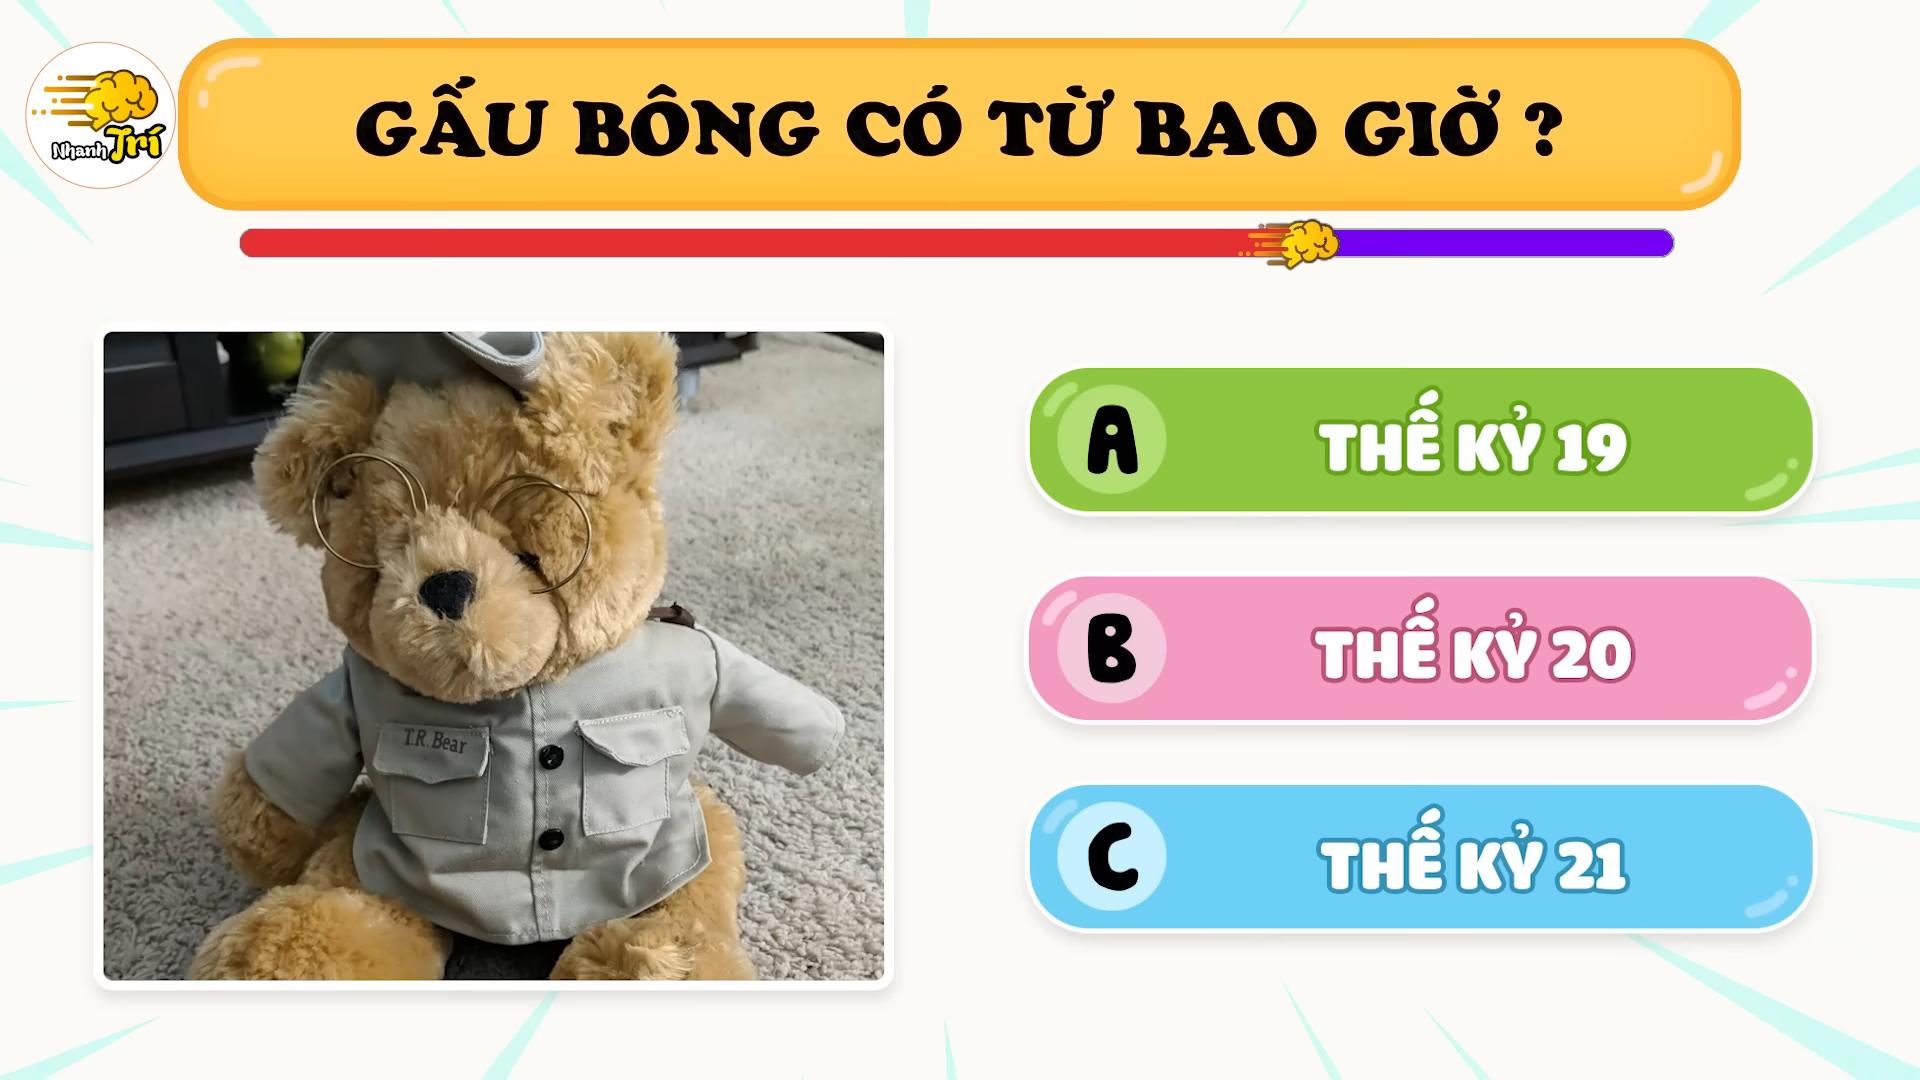 Nhanh Trí
GẤU BÔNG CÓ TỪ BAO GIỜ ?
T.R. Bear
A THẾ KỶ 19
B THẾ KỶ 20
C THẾ KỶ 21